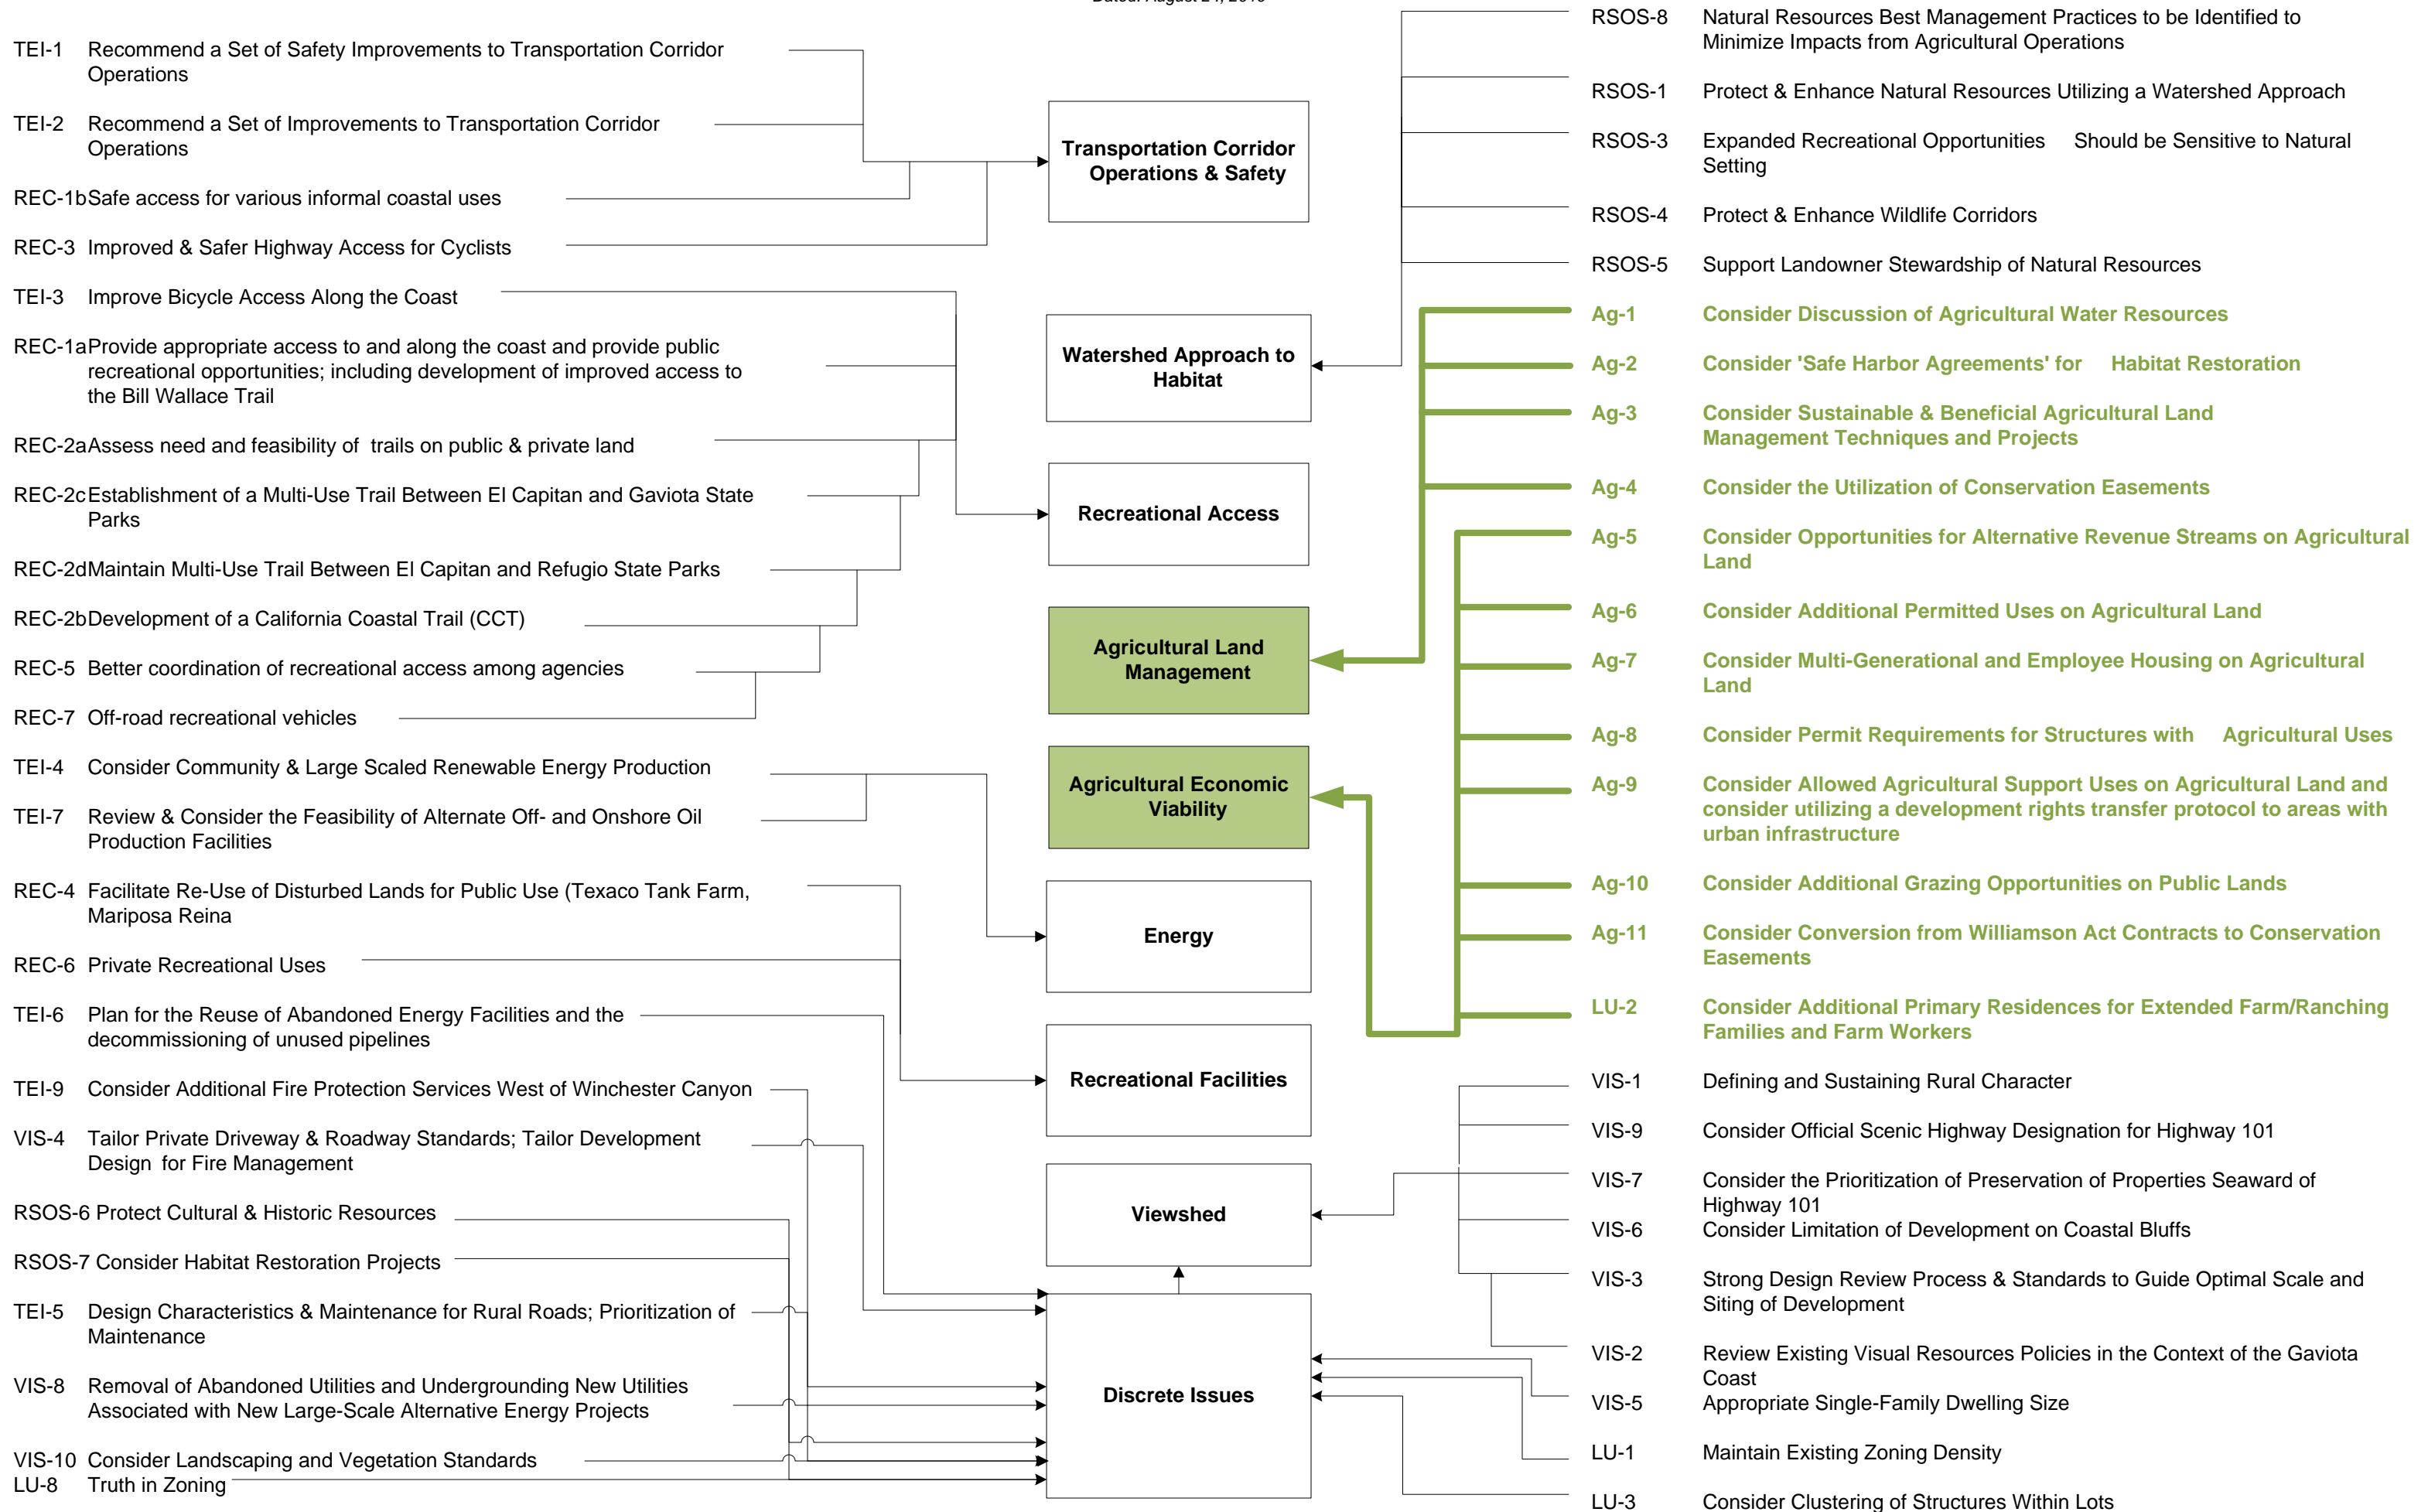 Dated: August 24, 2010
TEI-1 Recommend a Set of Safety Improvements to Transportation Corridor
Operations
TEI-2 Recommend a Set of Improvements to Transportation Corridor
Operations
REC-1b Safe access for various informal coastal uses
REC-3 Improved & Safer Highway Access for Cyclists
TEI-3 Improve Bicycle Access Along the Coast
REC-1a Provide appropriate access to and along the coast and provide public
recreational opportunities; including development of improved access to
the Bill Wallace Trail
REC-2a Assess need and feasibility of trails on public & private land
REC-2c Establishment of a Multi-Use Trail Between El Capitan and Gaviota State
Parks
REC-2d Maintain Multi-Use Trail Between El Capitan and Refugio State Parks
REC-2b Development of a California Coastal Trail (CCT)
REC-5 Better coordination of recreational access among agencies
REC-7 Off-road recreational vehicles
TEI-4 Consider Community & Large Scaled Renewable Energy Production
TEI-7 Review & Consider the Feasibility of Alternate Off- and Onshore Oil
Production Facilities
REC-4 Facilitate Re-Use of Disturbed Lands for Public Use (Texaco Tank Farm,
Mariposa Reina
REC-6 Private Recreational Uses
TEI-6 Plan for the Reuse of Abandoned Energy Facilities and the
decommissioning of unused pipelines
TEI-9 Consider Additional Fire Protection Services West of Winchester Canyon
VIS-4 Tailor Private Driveway & Roadway Standards; Tailor Development
Design for Fire Management
RSOS-6 Protect Cultural & Historic Resources
RSOS-7 Consider Habitat Restoration Projects
TEI-5 Design Characteristics & Maintenance for Rural Roads; Prioritization of
Maintenance
VIS-8 Removal of Abandoned Utilities and Undergrounding New Utilities
Associated with New Large-Scale Alternative Energy Projects
VIS-10 Consider Landscaping and Vegetation Standards
LU-8 Truth in Zoning
Transportation Corridor
Operations & Safety
Watershed Approach to
Habitat
Recreational Access
Agricultural Land
Management
Agricultural Economic
Viability
Energy
Recreational Facilities
Viewshed
Discrete Issues
RSOS-8 Natural Resources Best Management Practices to be Identified to
Minimize Impacts from Agricultural Operations
RSOS-1 Protect & Enhance Natural Resources Utilizing a Watershed Approach
RSOS-3 Expanded Recreational Opportunities Should be Sensitive to Natural
Setting
RSOS-4 Protect & Enhance Wildlife Corridors
RSOS-5 Support Landowner Stewardship of Natural Resources
Ag-1 Consider Discussion of Agricultural Water Resources
Ag-2 Consider 'Safe Harbor Agreements' for Habitat Restoration
Ag-3 Consider Sustainable & Beneficial Agricultural Land
Management Techniques and Projects
Ag-4 Consider the Utilization of Conservation Easements
Ag-5 Consider Opportunities for Alternative Revenue Streams on Agricultural
Land
Ag-6 Consider Additional Permitted Uses on Agricultural Land
Ag-7 Consider Multi-Generational and Employee Housing on Agricultural
Land
Ag-8 Consider Permit Requirements for Structures with Agricultural Uses
Ag-9 Consider Allowed Agricultural Support Uses on Agricultural Land and
consider utilizing a development rights transfer protocol to areas with
urban infrastructure
Ag-10 Consider Additional Grazing Opportunities on Public Lands
Ag-11 Consider Conversion from Williamson Act Contracts to Conservation
Easements
LU-2 Consider Additional Primary Residences for Extended Farm/Ranching
Families and Farm Workers
VIS-1 Defining and Sustaining Rural Character
VIS-9 Consider Official Scenic Highway Designation for Highway 101
VIS-7 Consider the Prioritization of Preservation of Properties Seaward of
Highway 101
VIS-6 Consider Limitation of Development on Coastal Bluffs
VIS-3 Strong Design Review Process & Standards to Guide Optimal Scale and
Siting of Development
VIS-2 Review Existing Visual Resources Policies in the Context of the Gaviota
Coast
VIS-5 Appropriate Single-Family Dwelling Size
LU-1 Maintain Existing Zoning Density
LU-3 Consider Clustering of Structures Within Lots